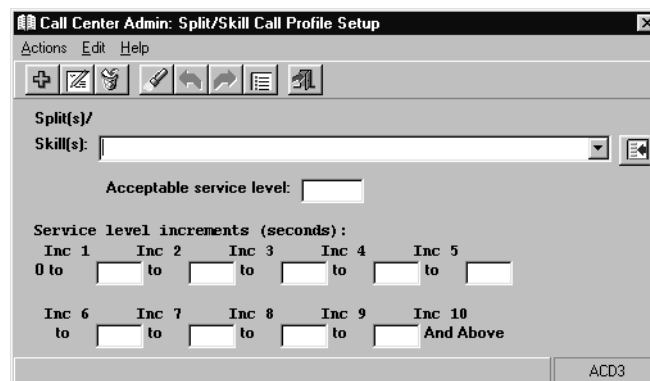 Call Center Admin: Split/Skill Call Profile Setup
Actions Edit Help
Split(s)/
Skill(s):
Acceptable service level:
Service level increments (seconds):
Inc 1 Inc 2 Inc 3 Inc 4 Inc 5
0 to to to to to
Inc 6 Inc 7 Inc 8 Inc 9 Inc 10
to to to to And Above
ACD3